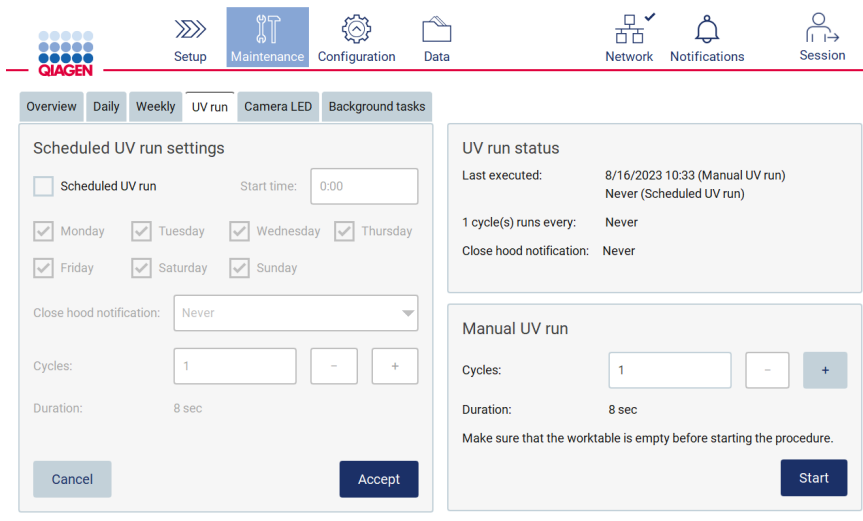 Setup
Maintenance
Configuration
Data
Network
Notifications
Session
QIAGEN
Overview
Daily
Weekly
UV run
Camera LED
Background tasks
Scheduled UV run settings
Scheduled UV run
Start time:
0:00
Monday
Tuesday
Wednesday
Thursday
Friday
Saturday
Sunday
Close hood notification:
Never
Cycles:
1
-
+
Duration:
8 sec
Cancel
Accept
UV run status
Last executed:
8/16/2023 10:33 (Manual UV run)
Never (Scheduled UV run)
1 cycle(s) runs every:
Never
Close hood notification:
Never
Manual UV run
Cycles:
1
-
+
Duration:
8 sec
Make sure that the worktable is empty before starting the procedure.
Start